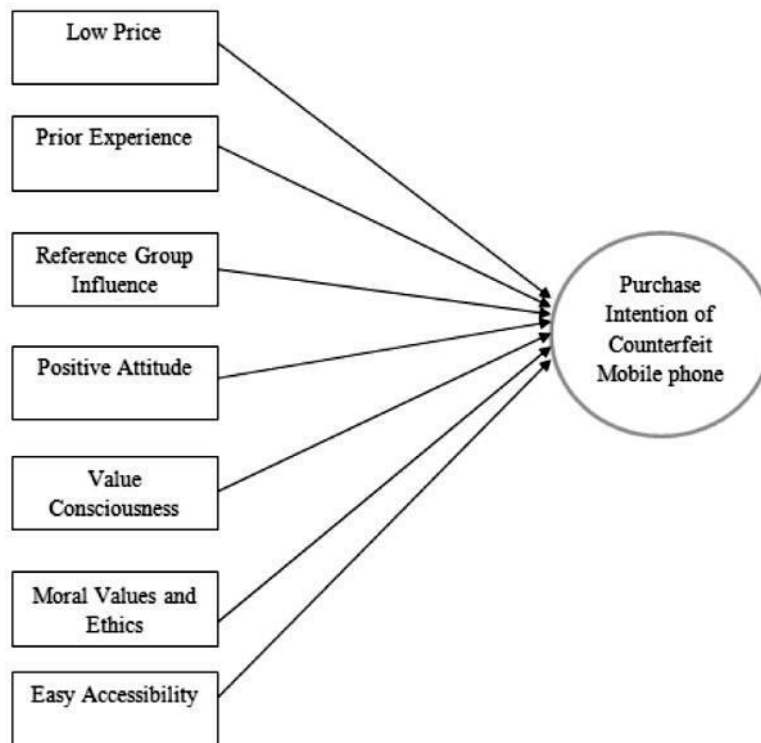 Low Price
Prior Experience
Reference Group
Influence
Positive Attitude
Value
Consciousness
Moral Values and
Ethics
Easy Accessibility
Purchase
Intention of
Counterfeit
Mobile phone